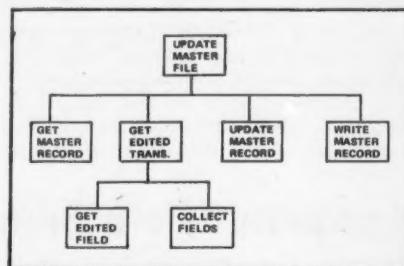 UPDATE
MASTER
FILE
GET
MASTER
RECORD
GET
EDITED
TRANS.
UPDATE
MASTER
RECORD
WRITE
MASTER
RECORD
GET
EDITED
FIELD
COLLECT
FIELDS